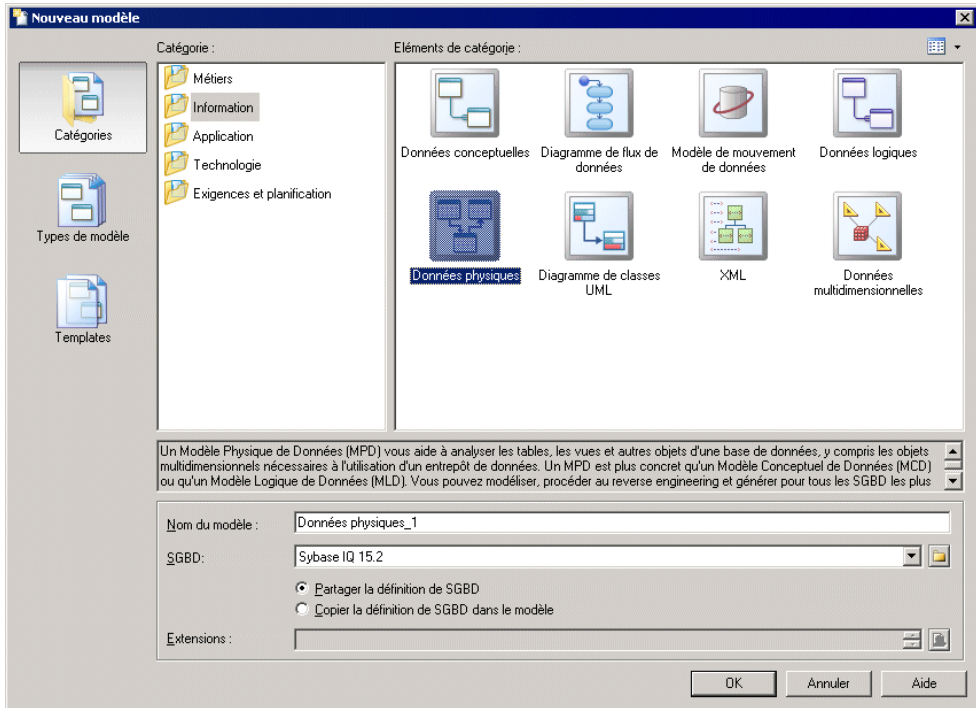 Nouveau modèle
Catégorie :
Eléments de catégorie :
Catégories
Types de modèle
Templates
Métiers
Information
Application
Technologie
Exigences et planification
Données conceptuelles
Diagramme de flux de
données
Modèle de mouvement
de données
Données logiques
Données physiques
Diagramme de classes
UML
XML
Données
multidimensionnelles
Un Modèle Physique de Données (MPD) vous aide à analyser les tables, les vues et autres objets d'une base de données, y compris les objets
multidimensionnels nécessaires à l'utilisation d'un entrepôt de données. Un MPD est plus concret qu'un Modèle Conceptuel de Données (MCD)
ou qu'un Modèle Logique de Données (MLD). Vous pouvez modéliser, procéder au reverse engineering et générer pour tous les SGBD les plus
Nom du modèle :
Données physiques_1
SGBD:
Sybase IQ 15.2
Partager la définition de SGBD
Copier la définition de SGBD dans le modèle
Extensions :
OK
Annuler
Aide